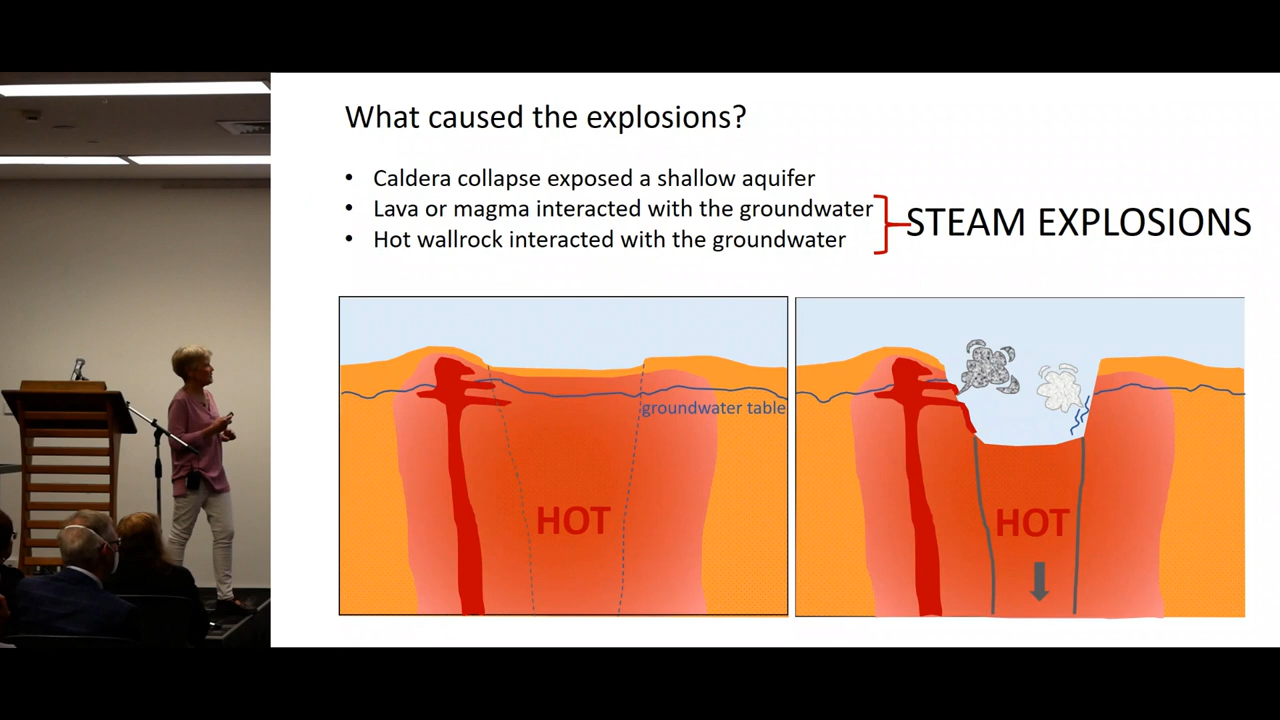 What caused the explosions?
• Caldera collapse exposed a shallow aquifer
• Lava or magma interacted with the groundwater
• Hot wallrock interacted with the groundwater
STEAM EXPLOSIONS
groundwater table
HOT
HOT